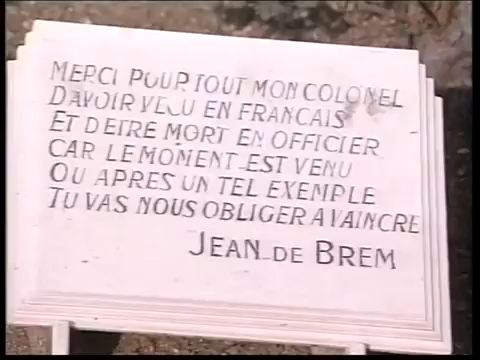 MERCI POUR TOUT MON COLONEL
D'AVOIR VECU EN FRANCAIS
ET D'ETRE MORT EN OFFICIER
CAR LE MOMENT EST VENU
OU APRES UN TEL EXEMPLE
TU VAS NOUS OBLIGER A VAINCRE
JEAN DE BREM